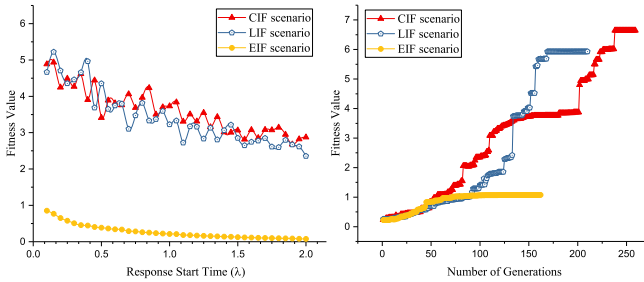 CIF scenario
LIF scenario
EIF scenario
Fitness Value
6
5
4
3
2
1
0
0.0
0.5
1.0
1.5
2.0
Response Start Time (λ)
CIF scenario
LIF scenario
EIF scenario
Fitness Value
7
6
5
4
3
2
1
0
0
50
100
150
200
250
Number of Generations